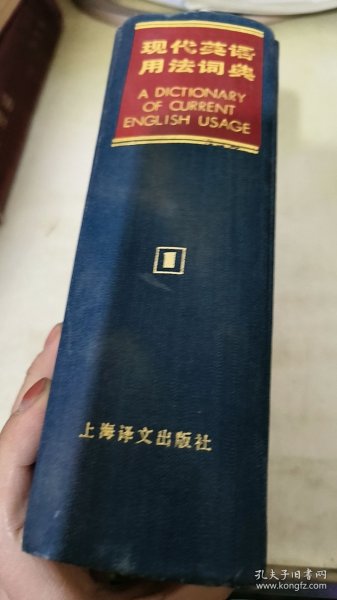 现代英语
用法词典
A DICTIONARY
OF CURRENT
ENGLISH USAGE
1
上海译文出版社
孔夫子旧书网
www.kongfz.com